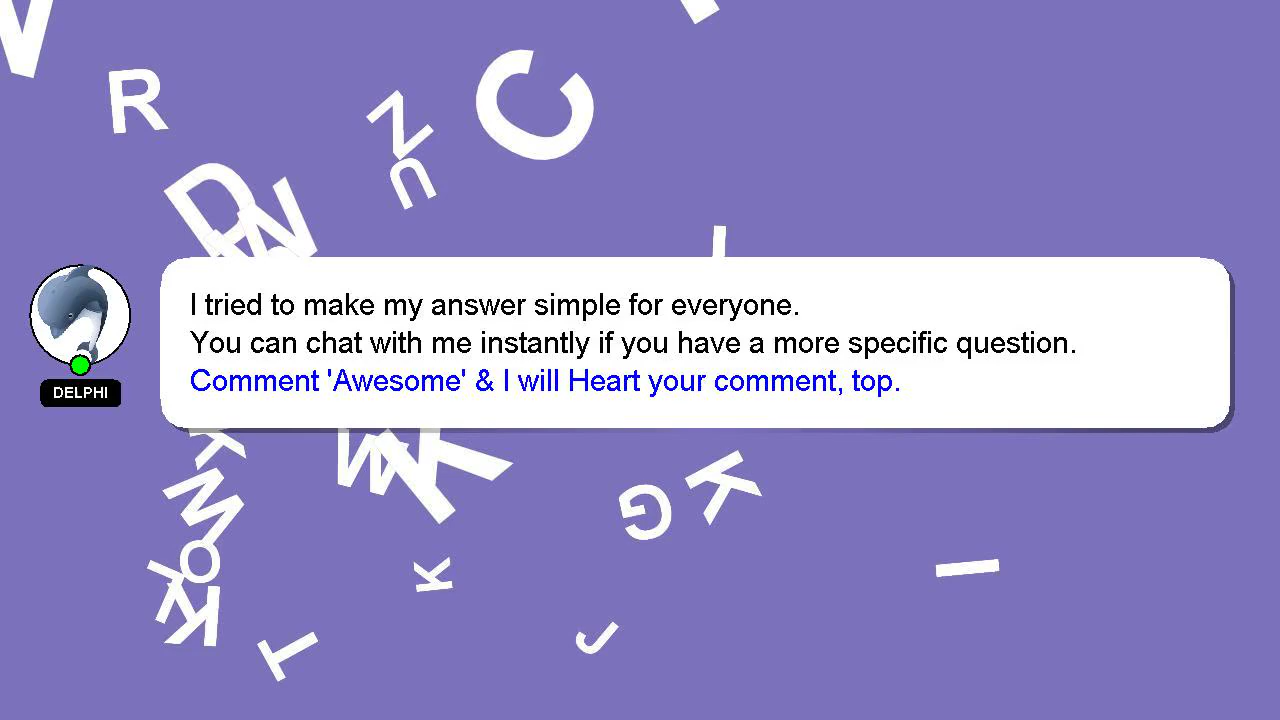 I tried to make my answer simple for everyone.
You can chat with me instantly if you have a more specific question.
Comment 'Awesome' & I will Heart your comment, top.
DELPHI
R
C
Z
U
D
W
K
W
O
K
K
W
K
G
K
I
J
T